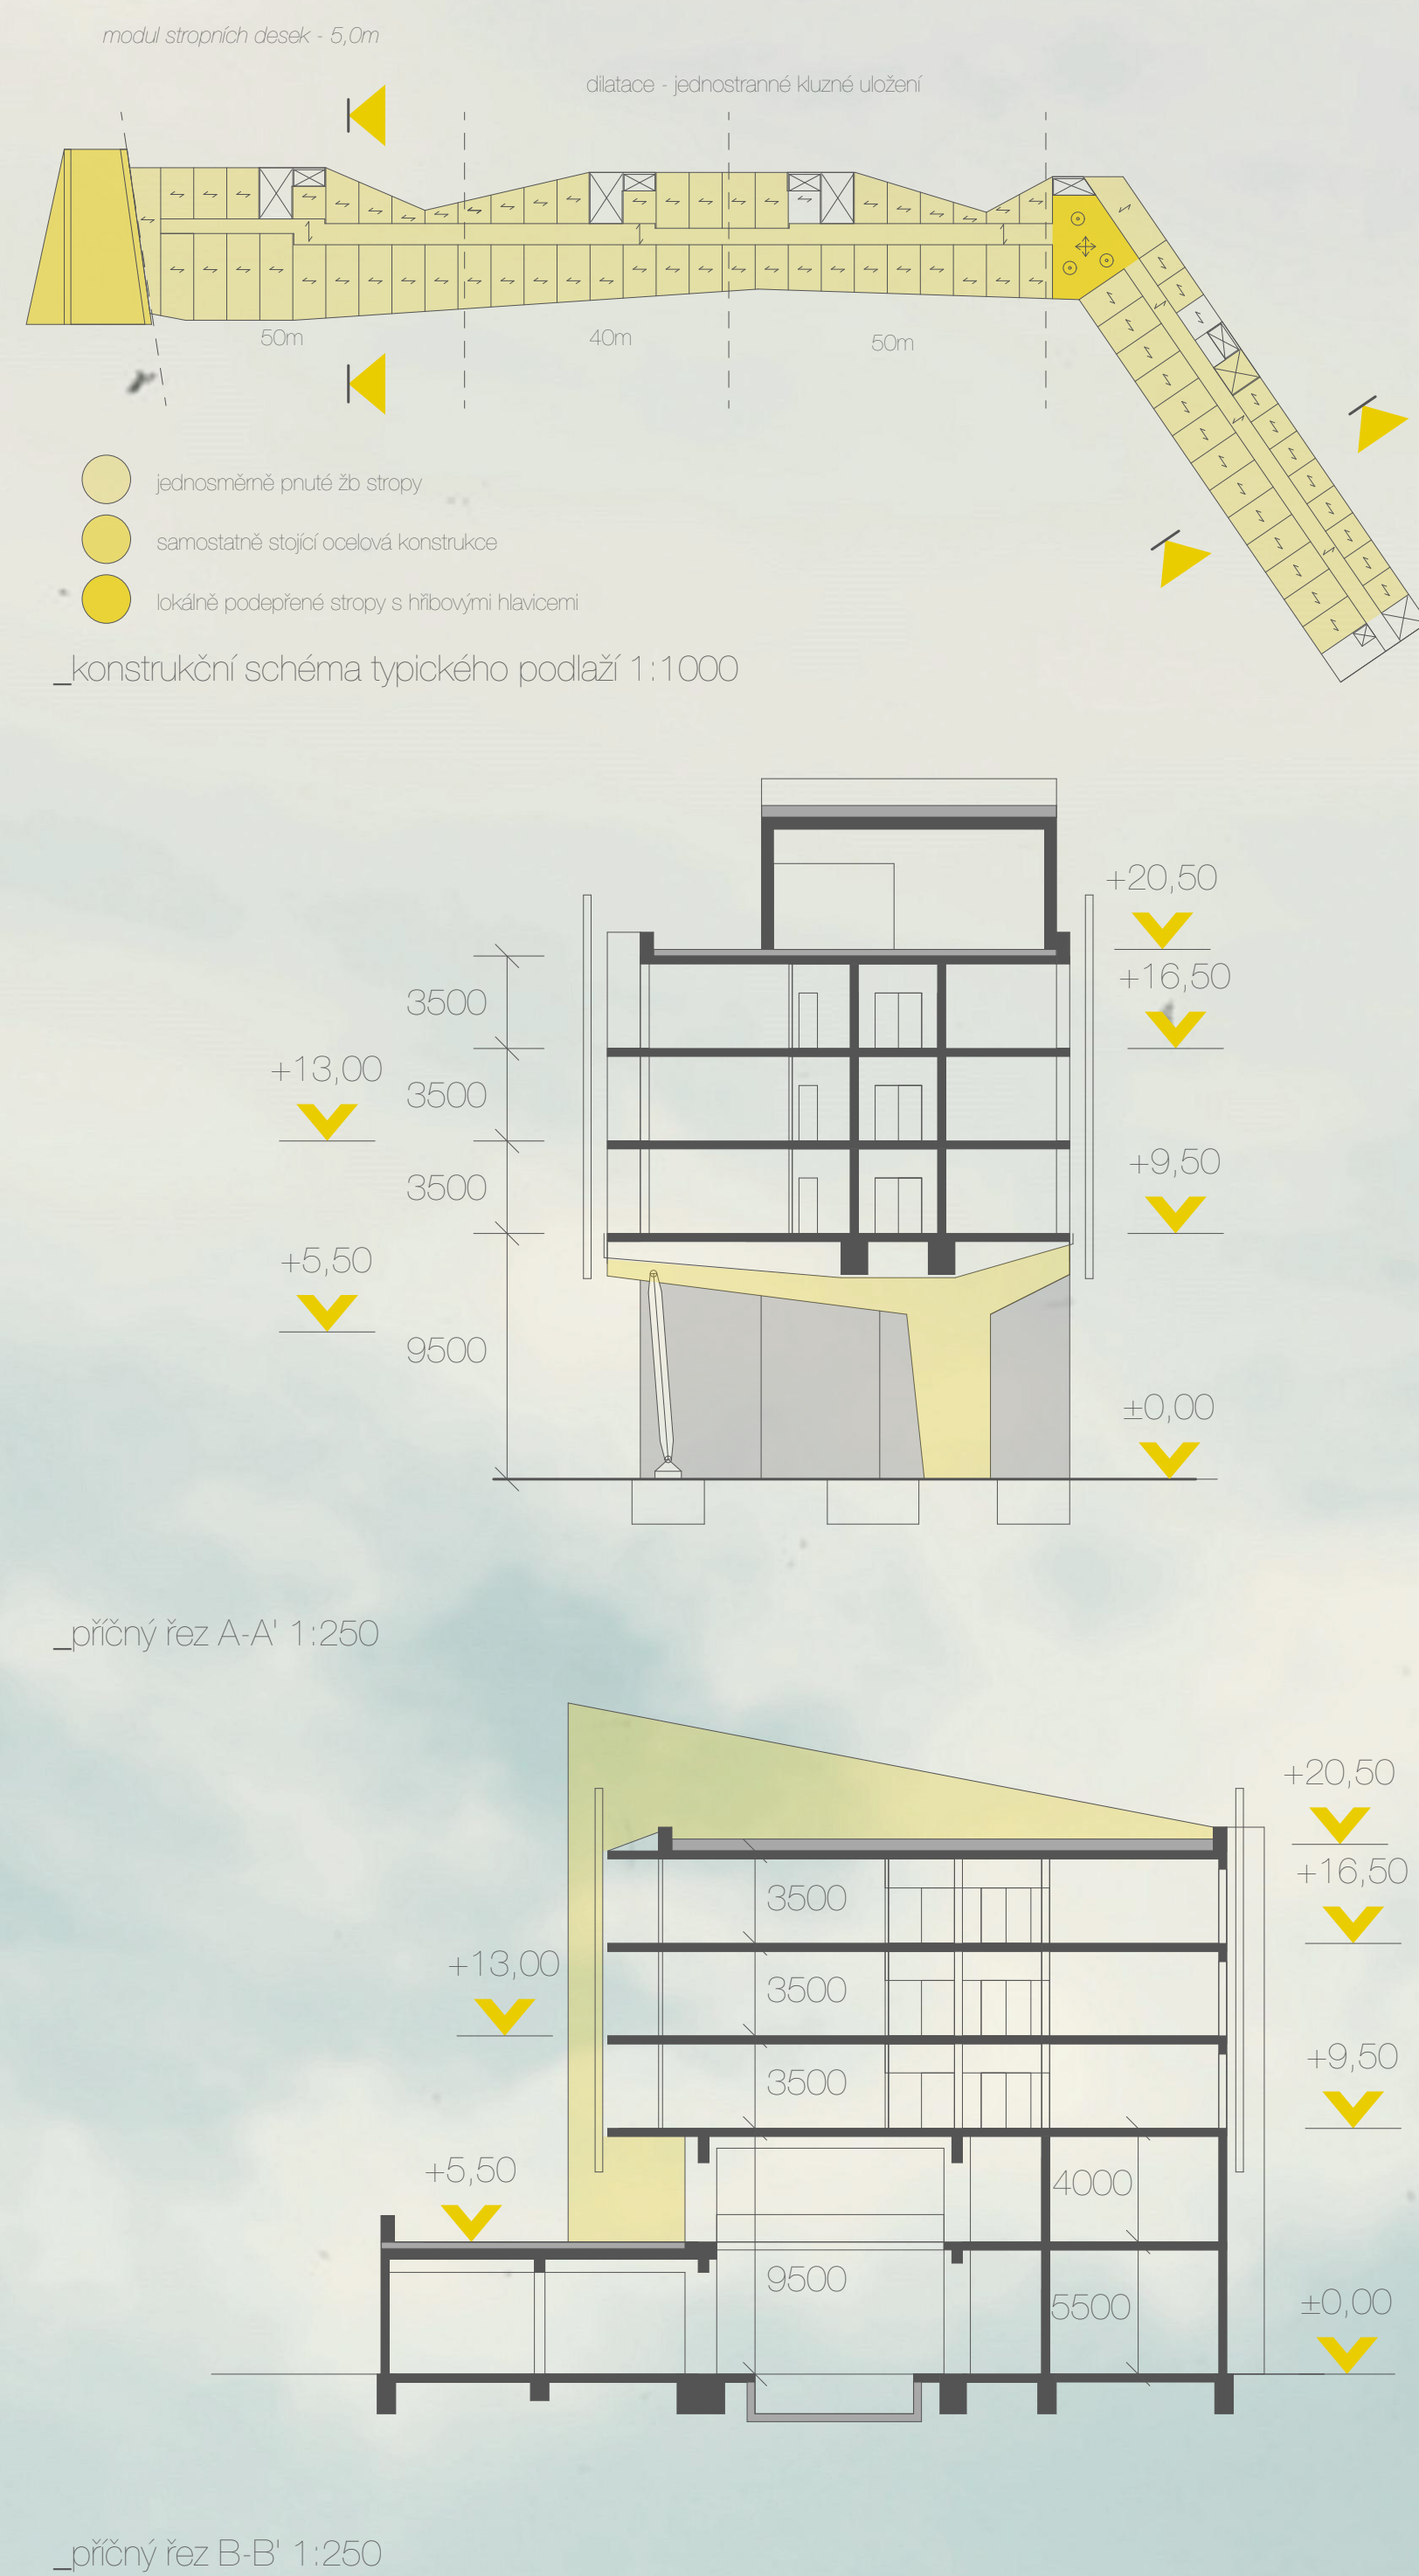 modul stropních desek - 5,0m
dilatace - jednostranné kluzné uložení
50m
40m
50m
jednosměrně pnuté žb stropy
samostatně stojící ocelová konstrukce
lokálně podepřené stropy s hřibovými hlavicemi
_konstrukční schéma typického podlaží 1:1000
+20,50
+16,50
3500
+13,00
3500
+9,50
3500
+5,50
9500
±0,00
_příčný řez A-A' 1:250
+20,50
+16,50
3500
+13,00
3500
+9,50
3500
+5,50
4000
9500
5500
±0,00
_příčný řez B-B' 1:250